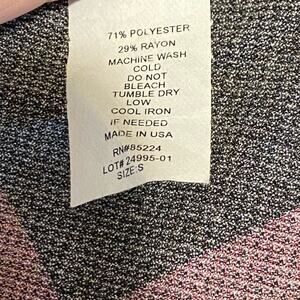 71% POLYESTER
29% RAYON
MACHINE WASH
COLD
DO NOT
BLEACH
TUMBLE DRY
LOW
COOL IRON
IF NEEDED
MADE IN USA
RN#85224
LOT# 24995-01
SIZE:S